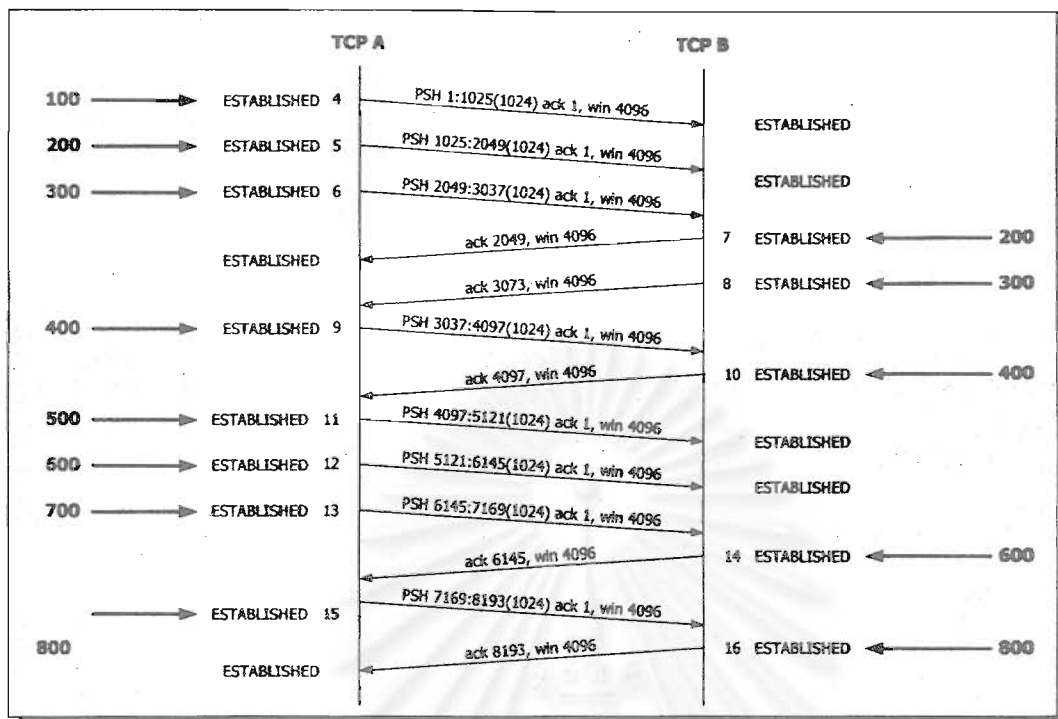 TCP A TCP B
100 ESTABLISHED 4 PSH 1:1025(1024) ack 1, win 4096
ESTABLISHED
200 ESTABLISHED 5 PSH 1025:2049(1024) ack 1, win 4096
ESTABLISHED
300 ESTABLISHED 6 PSH 2049:3037(1024) ack 1, win 4096
ack 2049, win 4096 7 ESTABLISHED 200
ESTABLISHED
ack 3073, win 4096 8 ESTABLISHED 300
400 ESTABLISHED 9 PSH 3037:4097(1024) ack 1, win 4096
ack 4097, win 4096 10 ESTABLISHED 400
500 ESTABLISHED 11 PSH 4097:5121(1024) ack 1, win 4096
ESTABLISHED
600 ESTABLISHED 12 PSH 5121:6145(1024) ack 1, win 4096
ESTABLISHED
700 ESTABLISHED 13 PSH 6145:7169(1024) ack 1, win 4096
ack 6145, win 4096 14 ESTABLISHED 600
ESTABLISHED 15 PSH 7169:8193(1024) ack 1, win 4096
800
ack 8193, win 4096 16 ESTABLISHED 800
ESTABLISHED